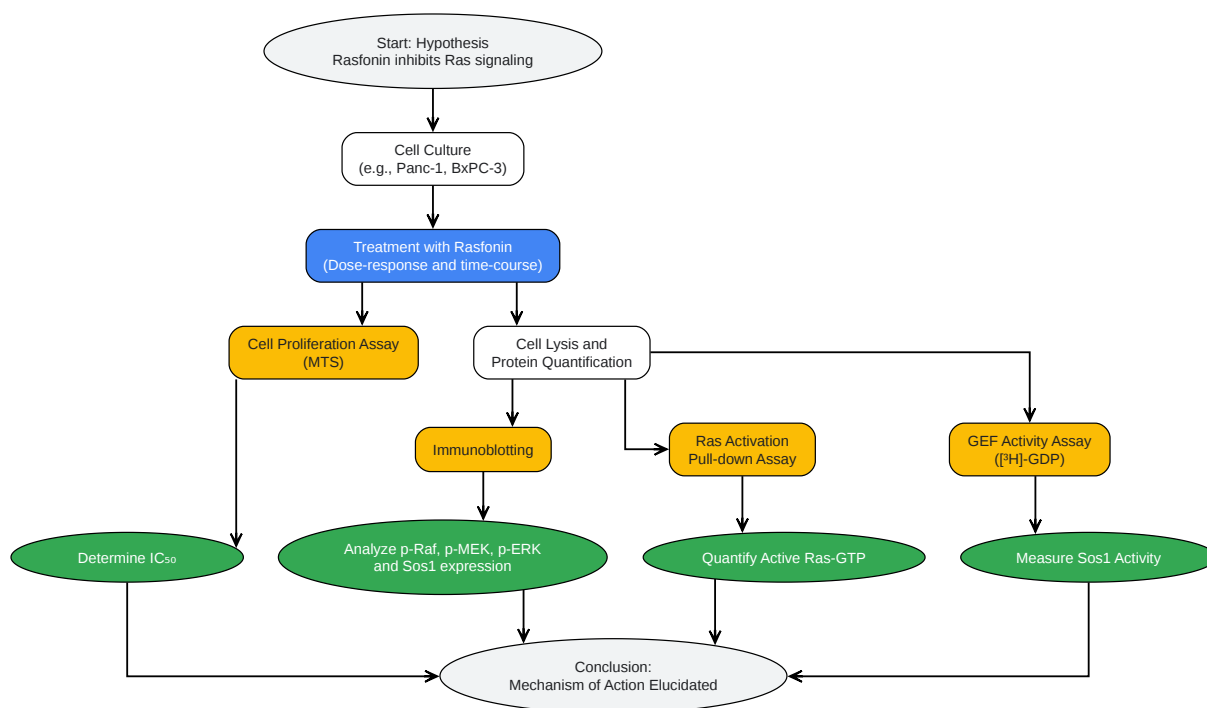 Start: Hypothesis
Rasfonin inhibits Ras signaling
Cell Culture
(e.g., Panc-1, BxPC-3)
Treatment with Rasfonin
(Dose-response and time-course)
Cell Proliferation Assay
(MTS)
Cell Lysis and
Protein Quantification
Immunoblotting
Ras Activation
Pull-down Assay
GEF Activity Assay
([³H]-GDP)
Determine IC₅₀
Analyze p-Raf, p-MEK, p-ERK
and Sos1 expression
Quantify Active Ras-GTP
Measure Sos1 Activity
Conclusion:
Mechanism of Action Elucidated